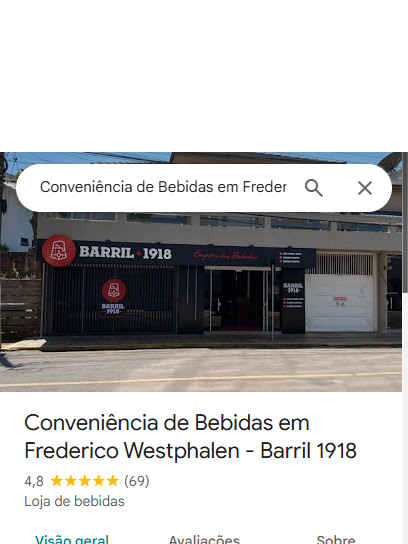 Conveniência de Bebidas em Freder
BARRIL 1918
Empório das Bebidas
BARRIL
1918
BARRIL
1918
Conveniência de Bebidas em
Frederico Westphalen - Barril 1918
4,8 (69)
Loja de bebidas
Visão geral Avaliações Sobre